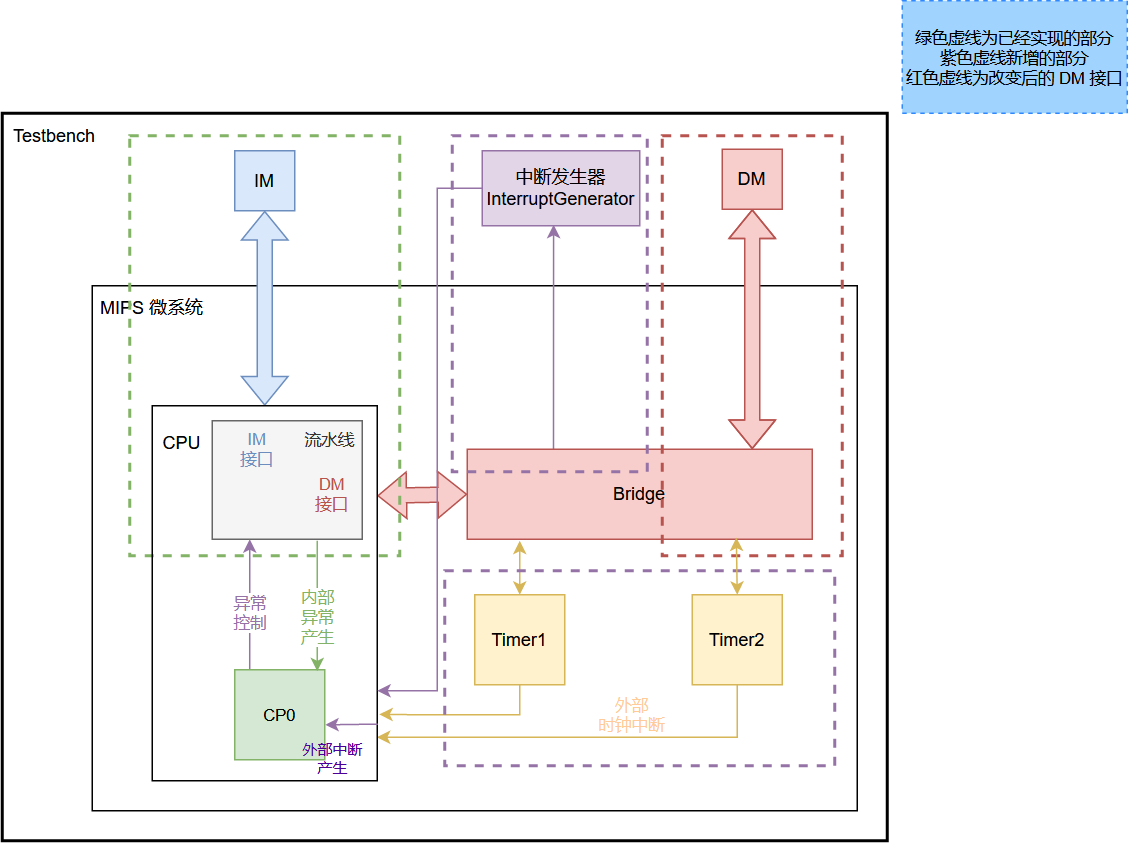 绿色虚线为已经实现的部分
紫色虚线新增的部分
红色虚线为改变后的 DM 接口
Testbench
IM
中断发生器
InterruptGenerator
DM
MIPS 微系统
CPU
IM
接口
流水线
DM
接口
Bridge
异常
控制
内部
异常
产生
Timer1
Timer2
CP0
外部
时钟中断
外部中断
产生